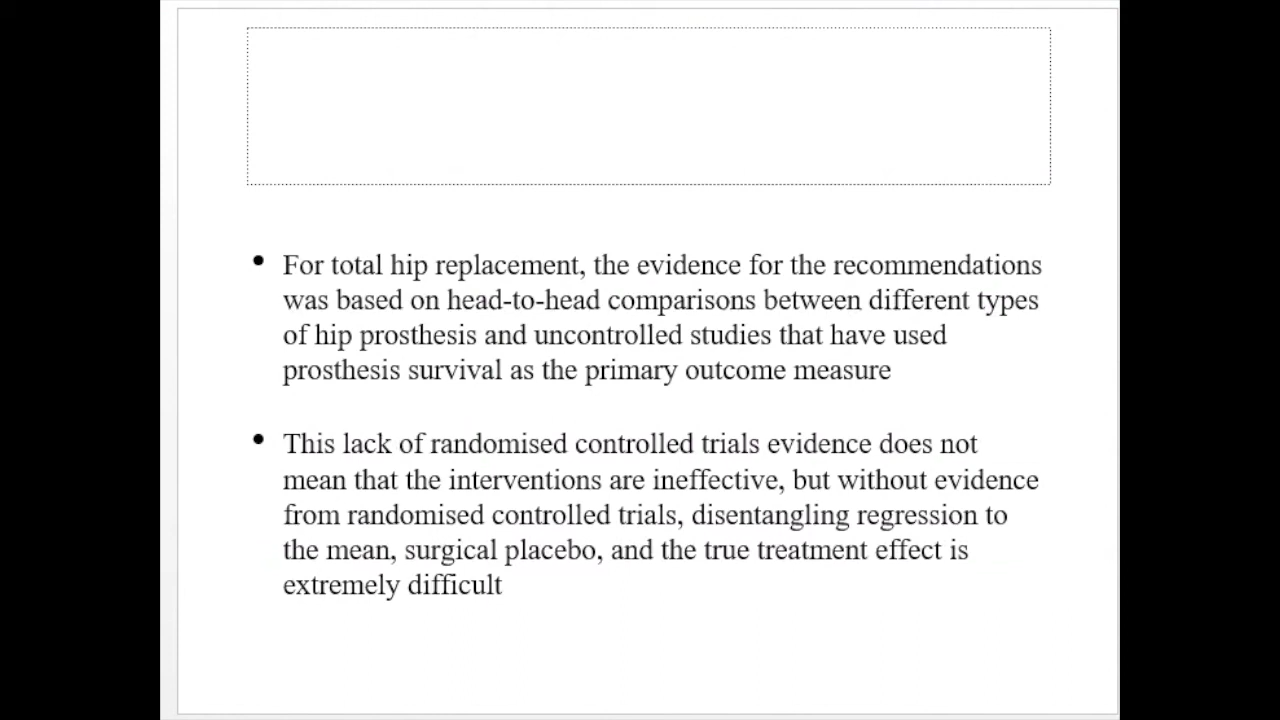 • For total hip replacement, the evidence for the recommendations
was based on head-to-head comparisons between different types
of hip prosthesis and uncontrolled studies that have used
prosthesis survival as the primary outcome measure
• This lack of randomised controlled trials evidence does not
mean that the interventions are ineffective, but without evidence
from randomised controlled trials, disentangling regression to
the mean, surgical placebo, and the true treatment effect is
extremely difficult